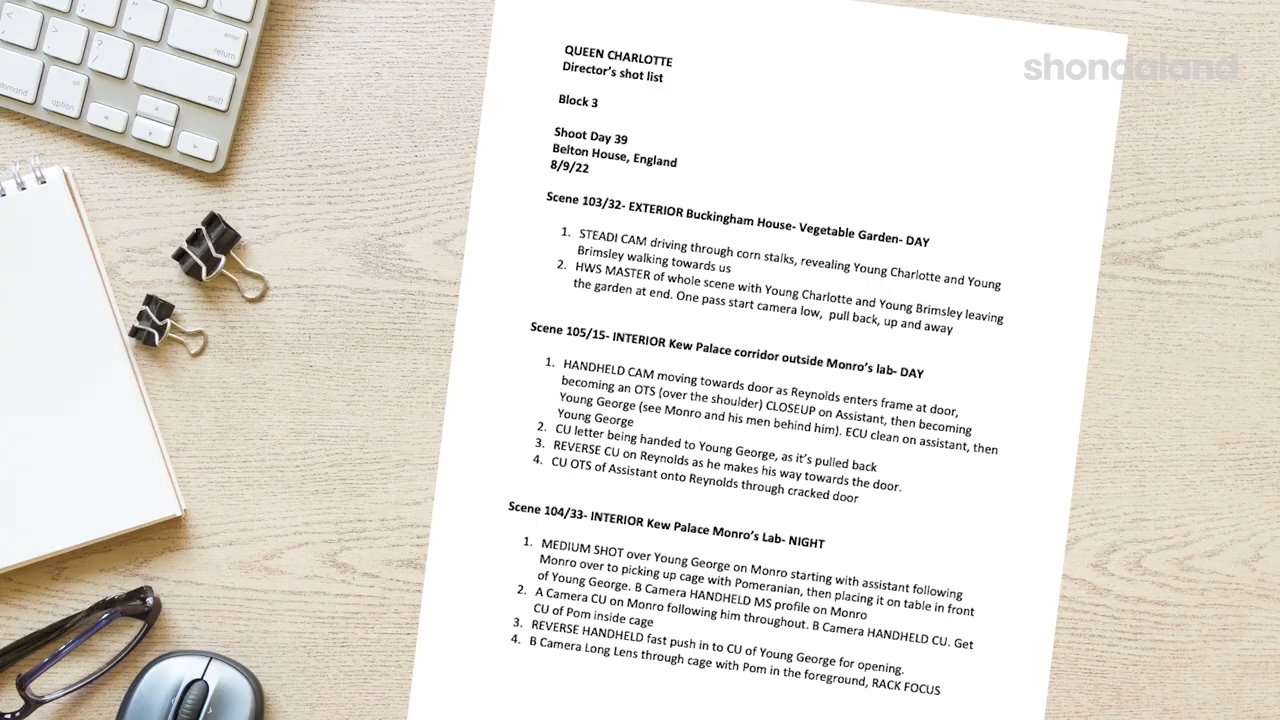 shondaland
QUEEN CHARLOTTE
Director's shot list
Block 3
Shoot Day 39
Belton House, England
8/9/22
Scene 103/32- EXTERIOR Buckingham House- Vegetable Garden- DAY
1. STEADI CAM driving through corn stalks, revealing Young Charlotte and Young
Brimsley walking towards us
2. HWS MASTER of whole scene with Young Charlotte and Young Brimsley leaving
the garden at end. One pass start camera low, pull back, up and away
Scene 105/15- INTERIOR Kew Palace corridor outside Monro's lab- DAY
1. HANDHELD CAM moving towards door as Reynolds enters frame at door,
becoming an OTS (over the shoulder) CLOSEUP on Assistant, then becoming
Young George (see Monro and his men behind him). ECU clean on assistant, then
Young George
2. CU letter being handed to Young George, as it's pulled back
3. REVERSE CU on Reynolds as he makes his way towards the door.
4. CU OTS of Assistant onto Reynolds through cracked door
Scene 104/33- INTERIOR Kew Palace Monro's Lab- NIGHT
1. MEDIUM SHOT over Young George on Monro starting with assistant following
Monro over to picking up cage with Pomeranian, then placing it on table in front
of Young George. B Camera HANDHELD MS profile on Monro
2. A Camera CU on Monro following him throughout. B Camera HANDHELD CU. Get
CU of Pom inside cage
3. REVERSE HANDHELD fast push in to CU of Young George for opening.
4. B Camera Long Lens through cage with Pom in the foreground, RACK FOCUS
enter
return
shift
alt
option